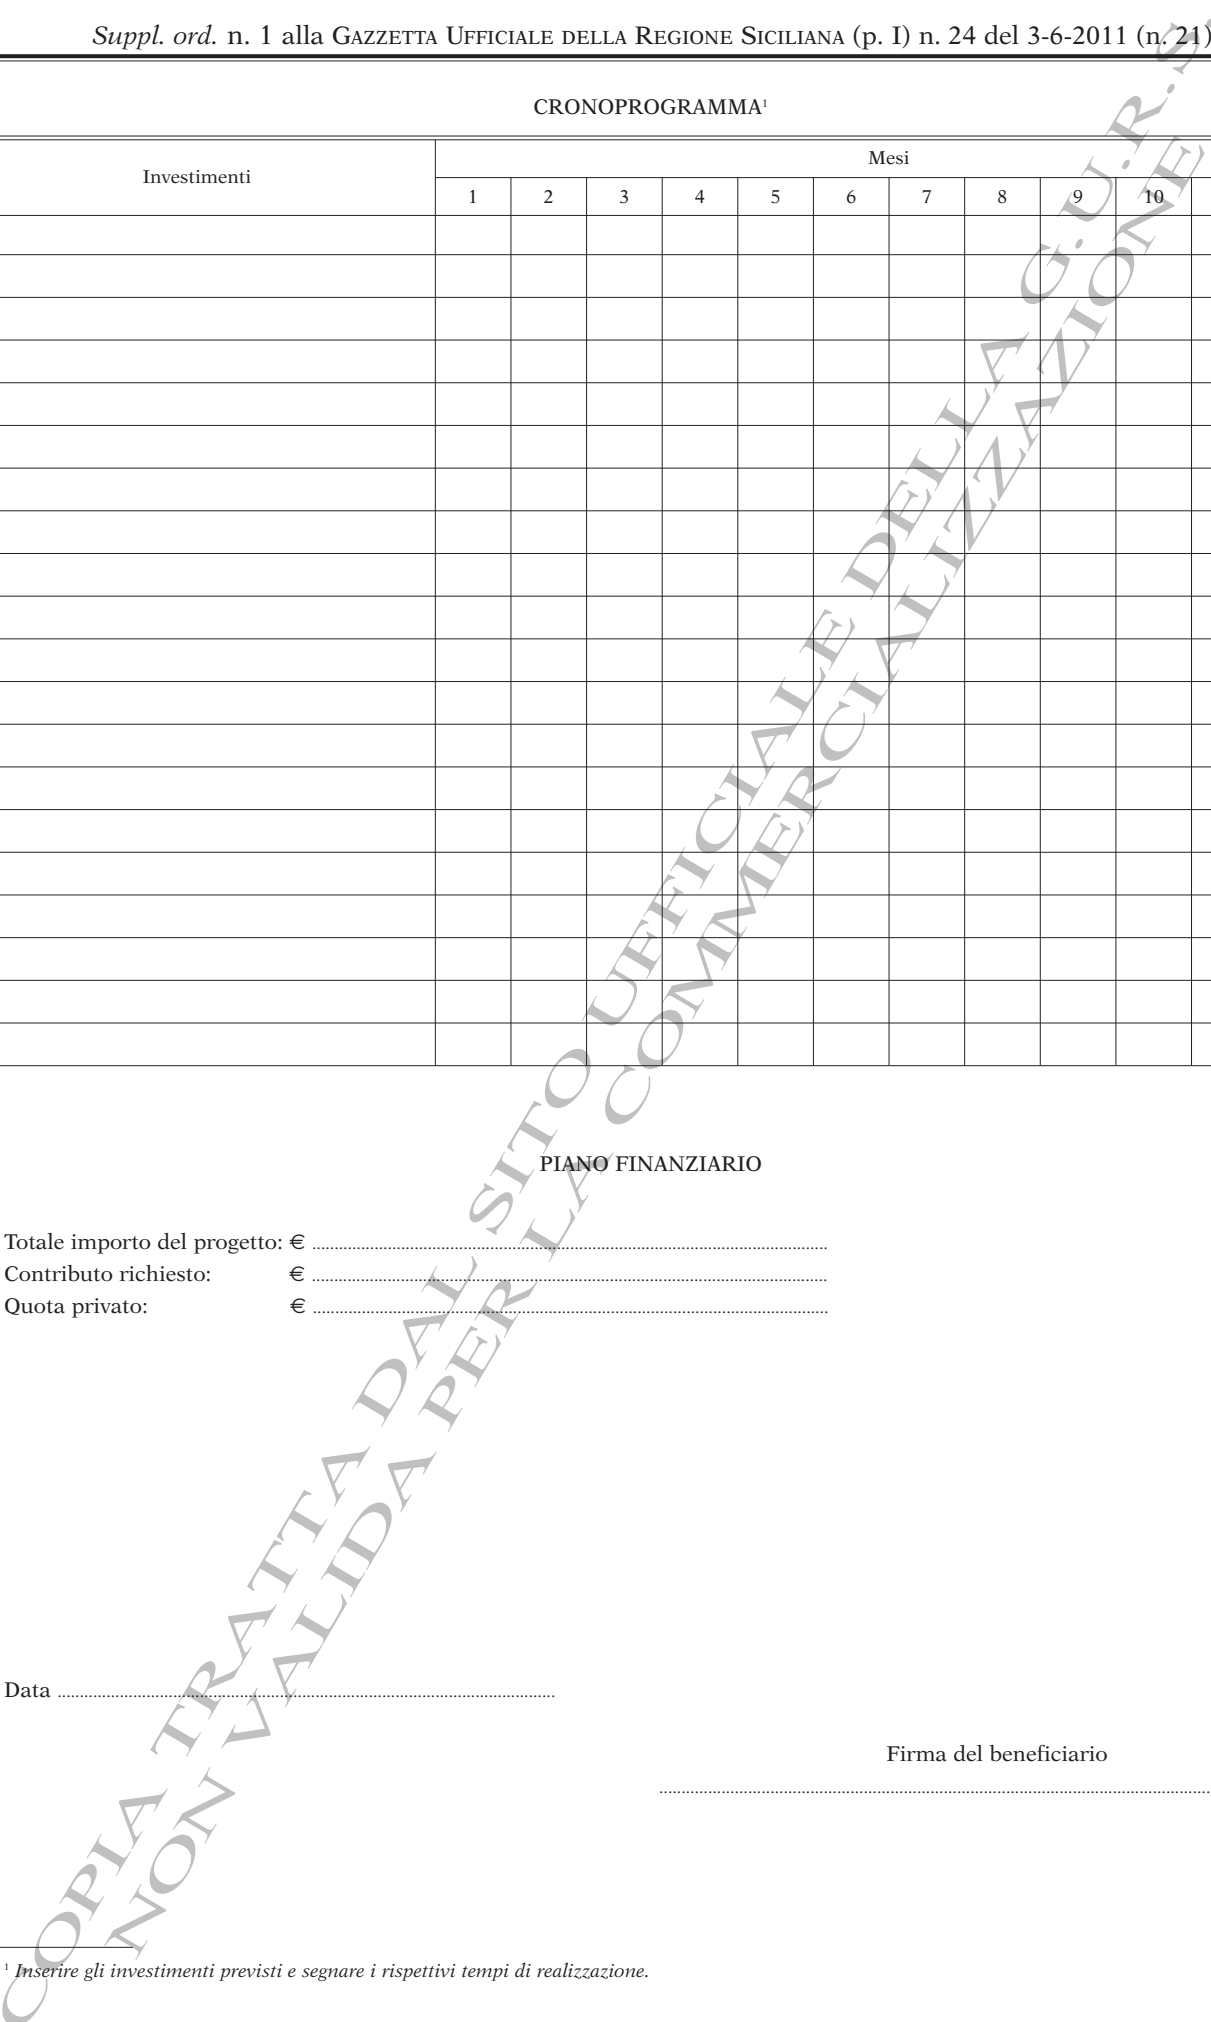 Suppl. ord. n. 1 alla GAZZETTA UFFICIALE DELLA REGIONE SICILIANA (p. I) n. 24 del 3-6-2011 (n. 21)
CRONOPROGRAMMA¹
Investimenti
Mesi
1 2 3 4 5 6 7 8 9 10
PIANO FINANZIARIO
Totale importo del progetto: € ....................
Contributo richiesto: € ....................
Quota privato: € ....................
Data ....................
Firma del beneficiario
....................
¹ Inserire gli investimenti previsti e segnare i rispettivi tempi di realizzazione.
COPIA TRATTA DAL SITO UFFICIALE DELLA G.U.R.S.
NON VALIDA PER LA COMMERCIALIZZAZIONE